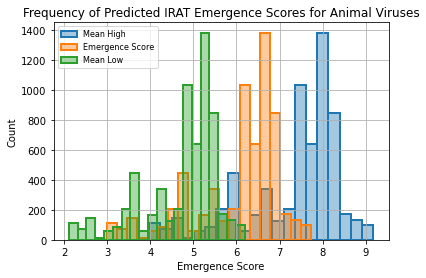 Frequency of Predicted IRAT Emergence Scores for Animal Viruses
Mean High
Emergence Score
Mean Low
1400
1200
1000
800
600
400
200
0
Count
2
3
4
5
6
7
8
9
Emergence Score